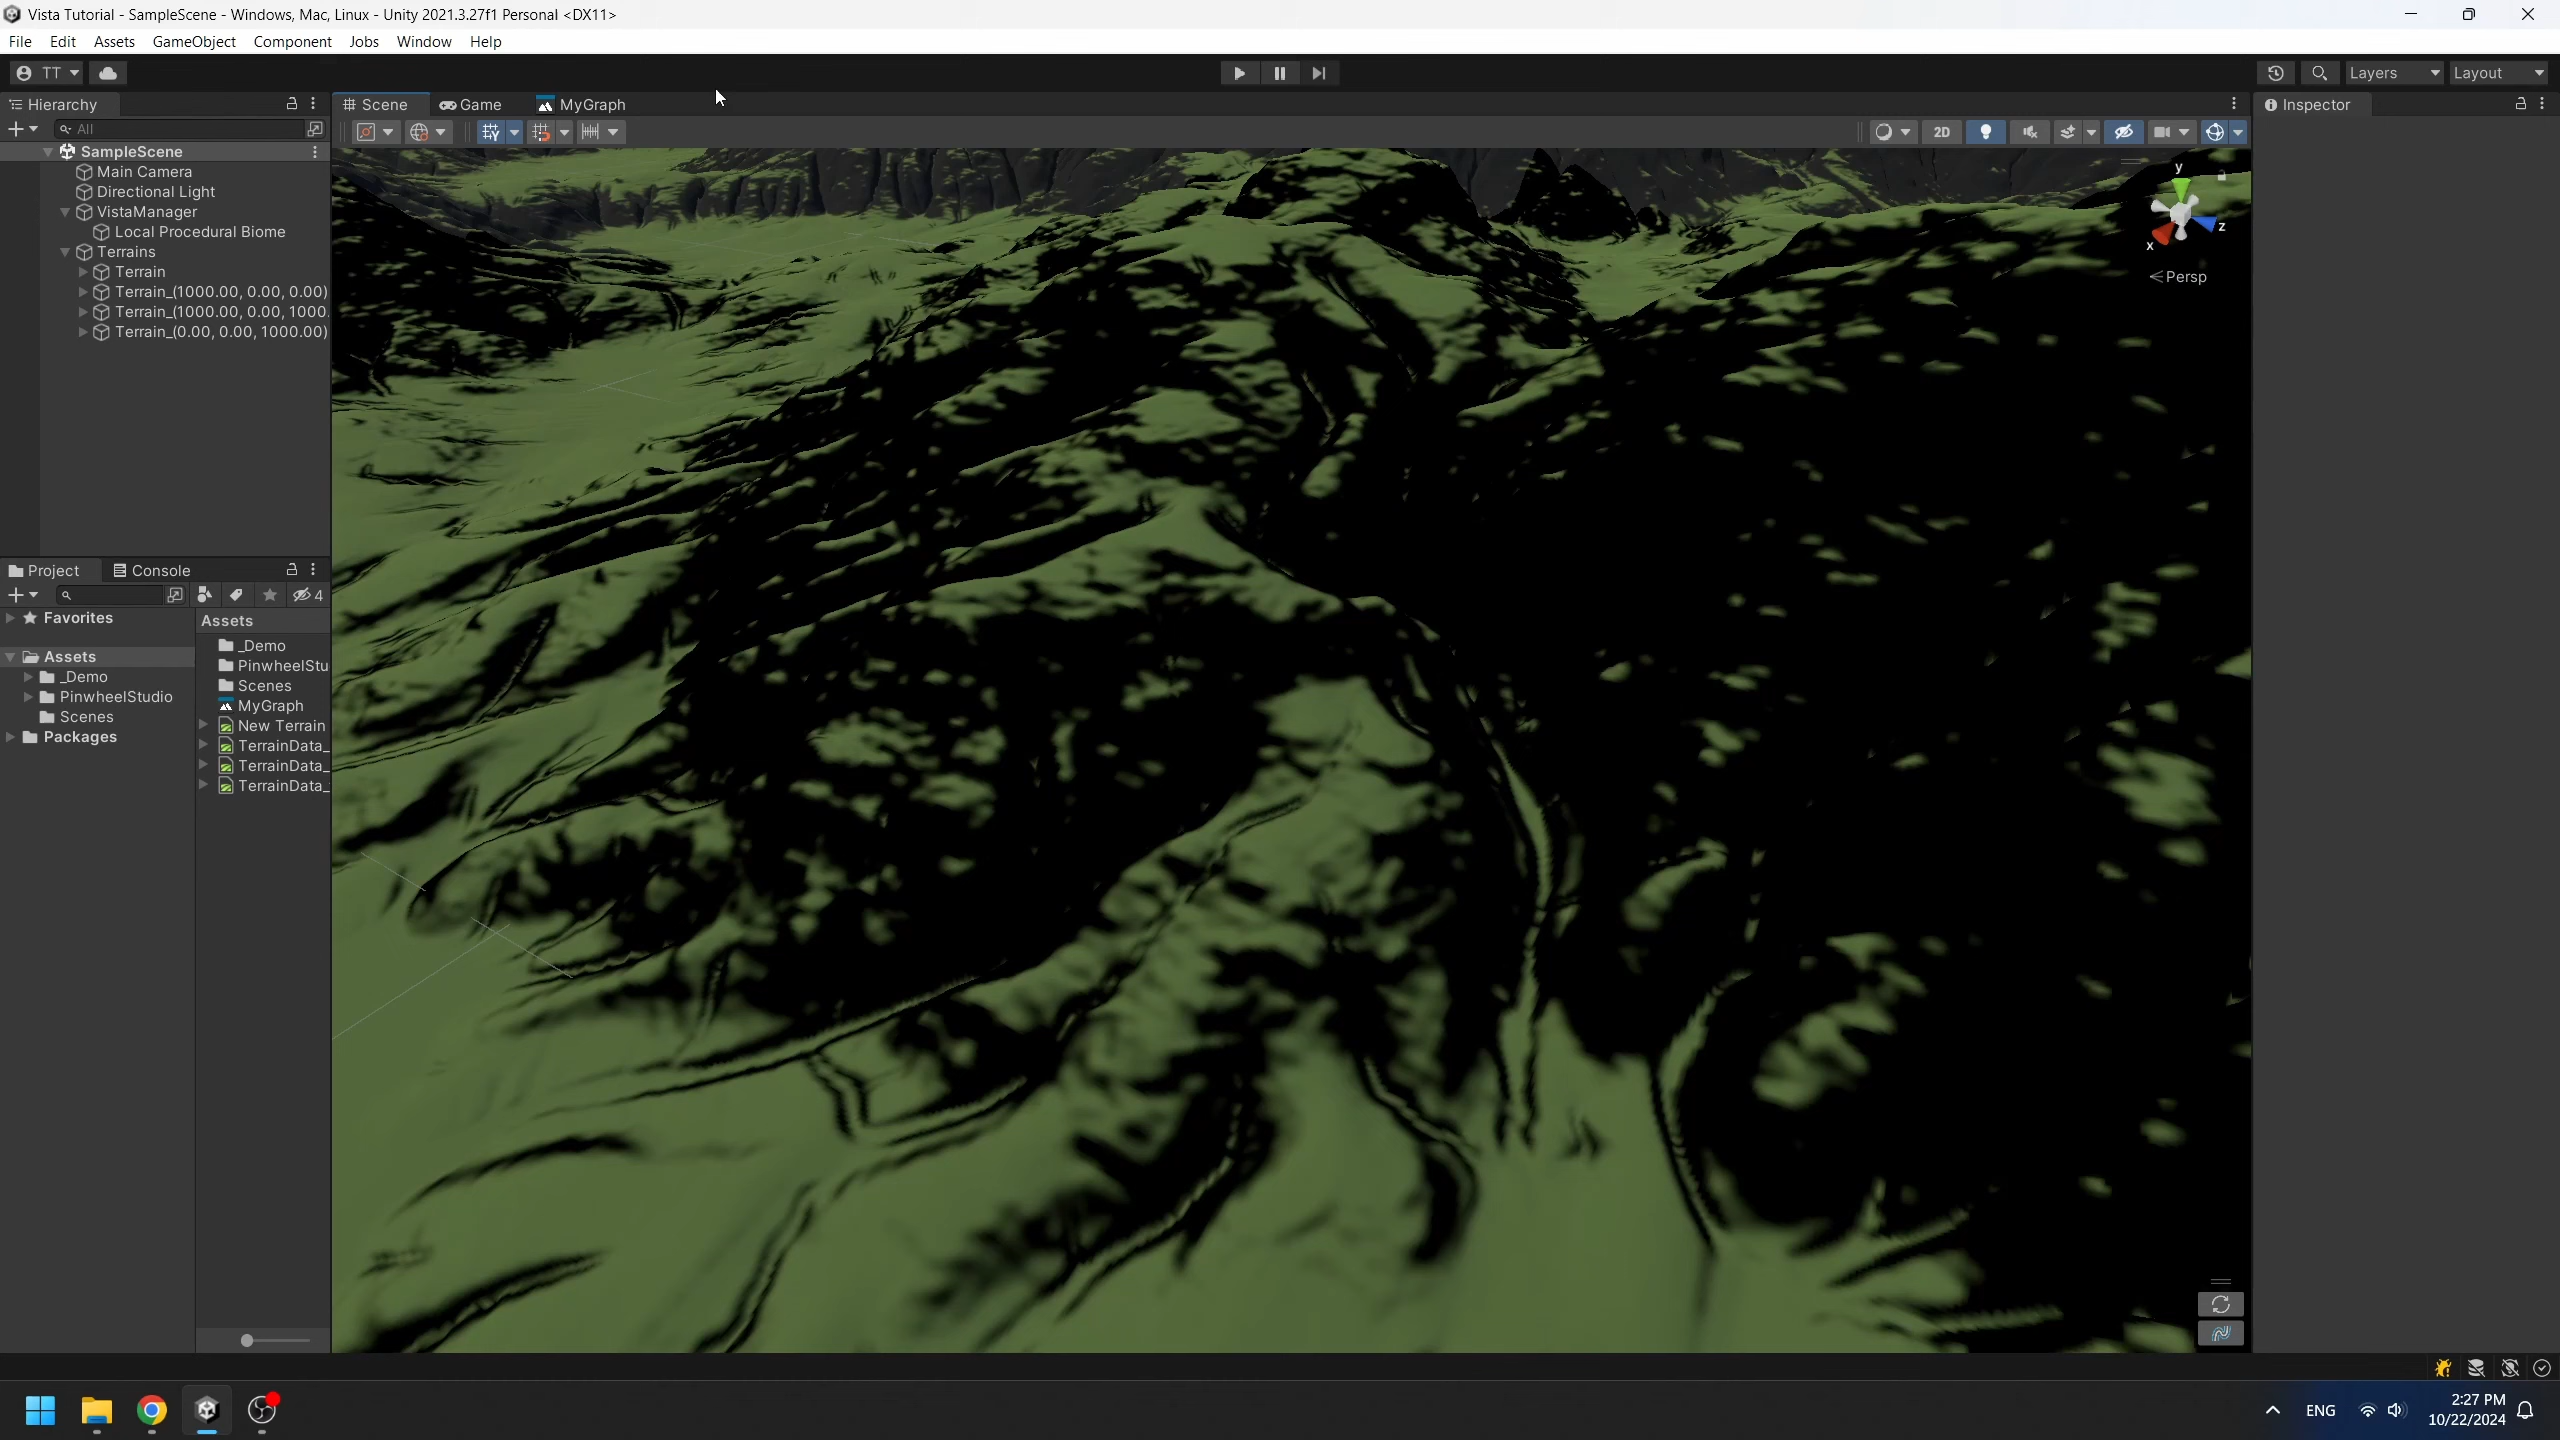 Vista Tutorial - SampleScene - Windows, Mac, Linux - Unity 2021.3.27f1 Personal <DX11>
File Edit Assets GameObject Component Jobs Window Help
TT Layers Layout
Hierarchy Scene Game MyGraph Inspector
All 2D
SampleScene
Main Camera
Directional Light
VistaManager
Local Procedural Biome
Terrains
Terrain
Terrain_(1000.00, 0.00, 0.00)
Terrain_(1000.00, 0.00, 1000.
Terrain_(0.00, 0.00, 1000.00)
y
z
x
Persp
Project Console
4
Favorites
Assets
_Demo
PinwheelStudio
Scenes
Packages
Assets
_Demo
PinwheelStu
Scenes
MyGraph
New Terrain
TerrainData_
TerrainData_
TerrainData_
ENG
2:27 PM
10/22/2024